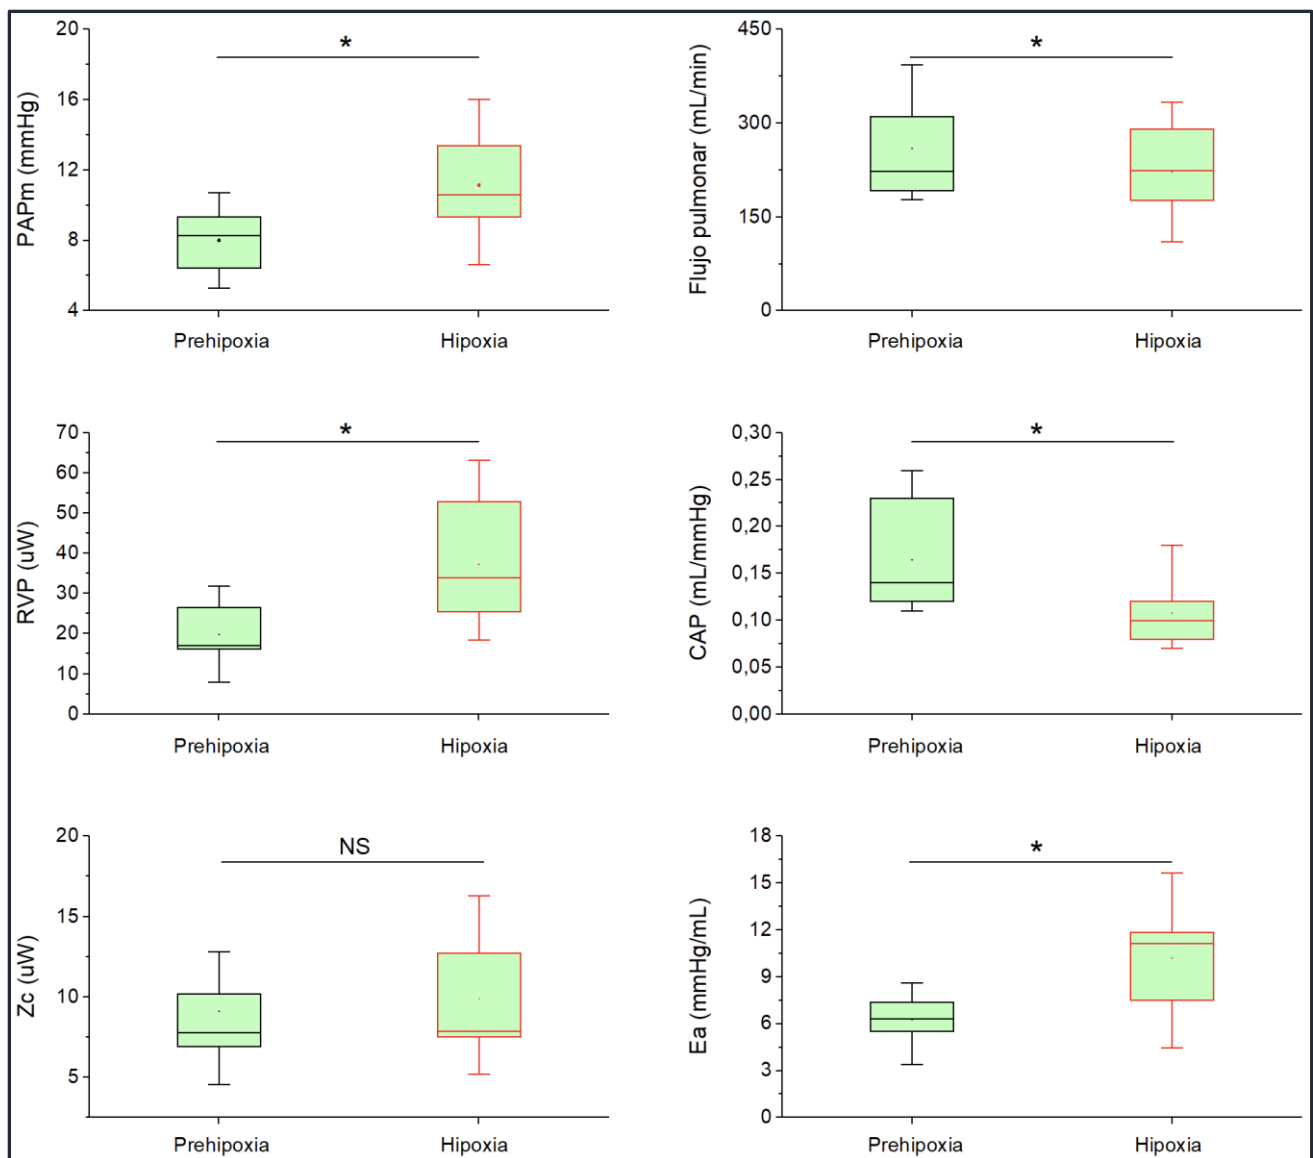 PAPm (mmHg)
20
16
12
8
4
*
Prehipoxia
Hipoxia
Flujo pulmonar (mL/min)
450
300
150
0
*
Prehipoxia
Hipoxia
RVP (uW)
70
60
50
40
30
20
10
0
*
Prehipoxia
Hipoxia
CAP (mL/mmHg)
0,30
0,25
0,20
0,15
0,10
0,05
0,00
*
Prehipoxia
Hipoxia
Zc (uW)
20
15
10
5
NS
Prehipoxia
Hipoxia
Ea (mmHg/mL)
18
15
12
9
6
3
0
*
Prehipoxia
Hipoxia